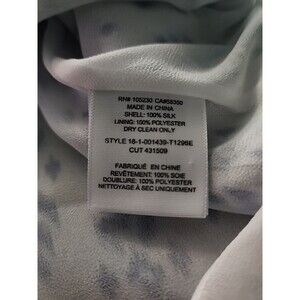 RN# 105230 CA#55350
MADE IN CHINA
SHELL: 100% SILK
LINING: 100% POLYESTER
DRY CLEAN ONLY
STYLE 18-1-001439-T1296E
CUT 431509
FABRIQUÉ EN CHINE
REVÊTEMENT: 100% SOIE
DOUBLURE: 100% POLYESTER
NETTOYAGE À SEC UNIQUEMENT